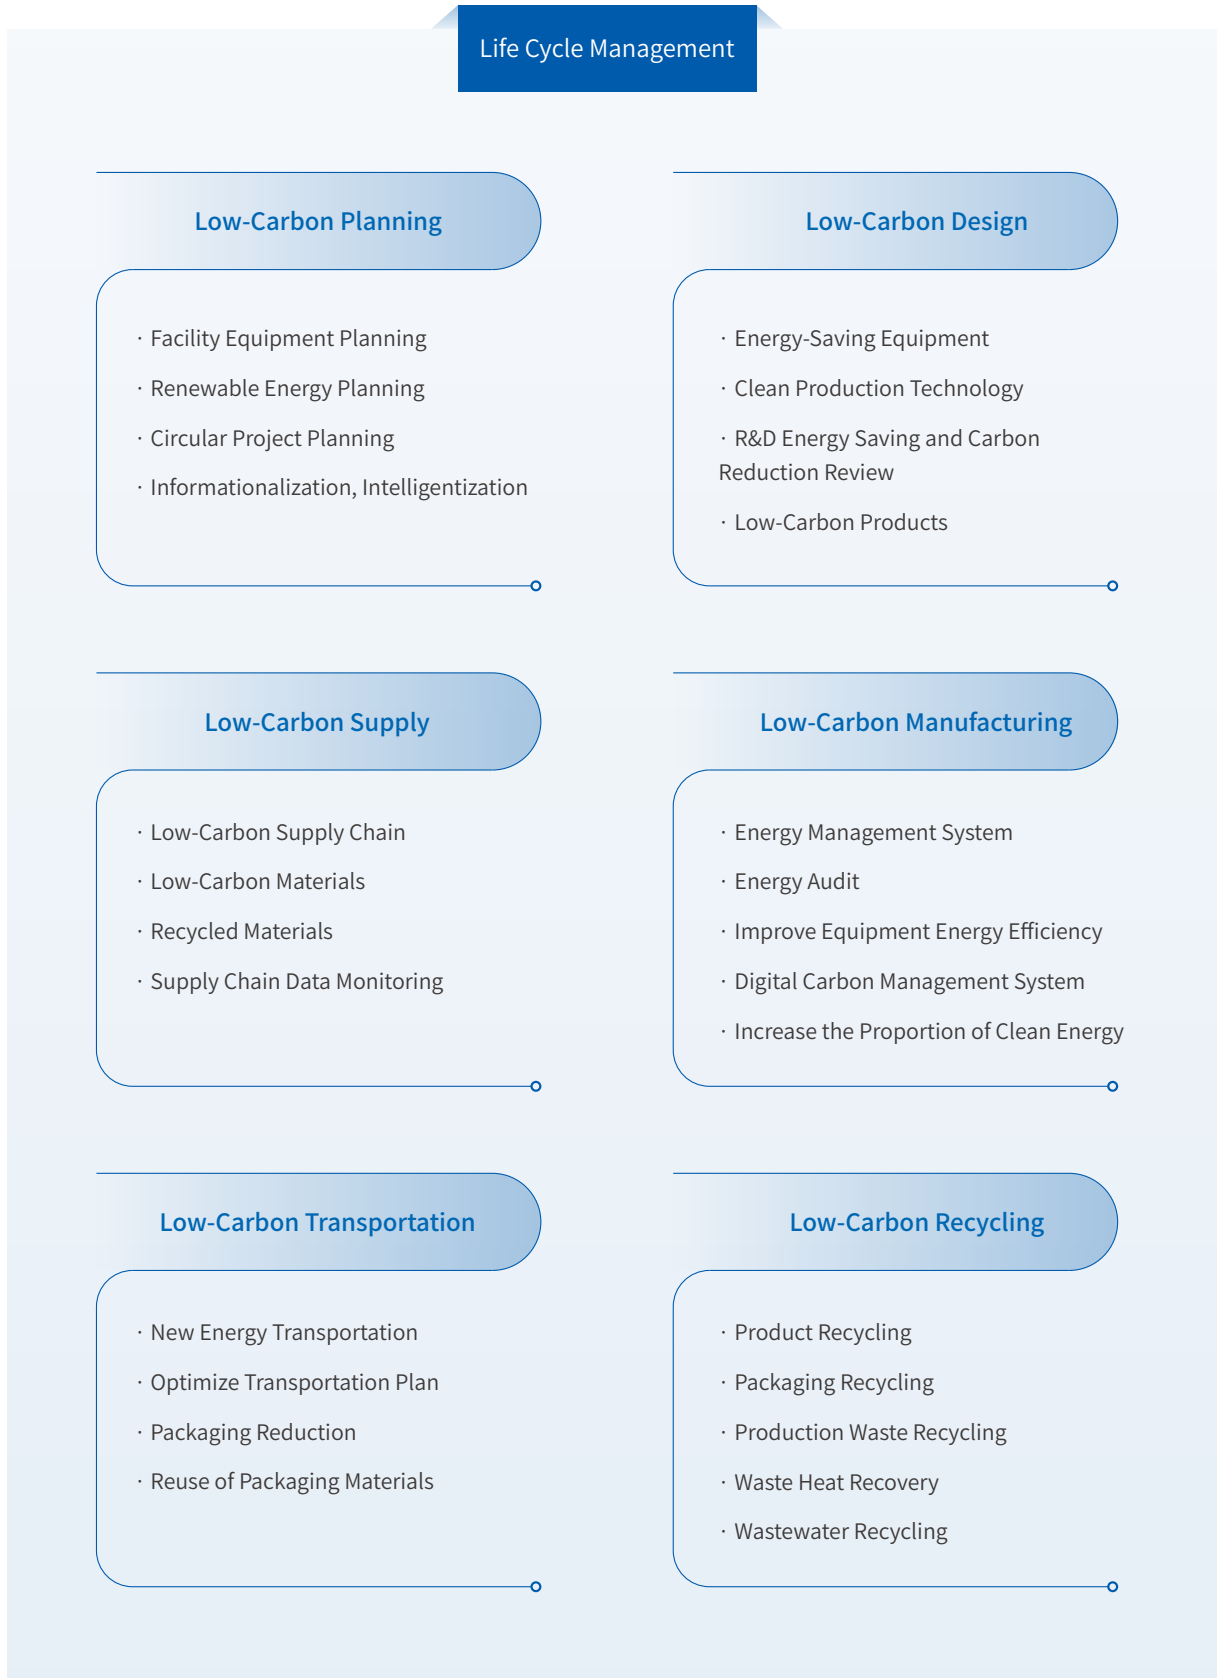 Life Cycle Management
Low-Carbon Planning
· Facility Equipment Planning
· Renewable Energy Planning
· Circular Project Planning
· Informationalization, Intelligentization
Low-Carbon Design
· Energy-Saving Equipment
· Clean Production Technology
· R&D Energy Saving and Carbon
Reduction Review
· Low-Carbon Products
Low-Carbon Supply
· Low-Carbon Supply Chain
· Low-Carbon Materials
· Recycled Materials
· Supply Chain Data Monitoring
Low-Carbon Manufacturing
· Energy Management System
· Energy Audit
· Improve Equipment Energy Efficiency
· Digital Carbon Management System
· Increase the Proportion of Clean Energy
Low-Carbon Transportation
· New Energy Transportation
· Optimize Transportation Plan
· Packaging Reduction
· Reuse of Packaging Materials
Low-Carbon Recycling
· Product Recycling
· Packaging Recycling
· Production Waste Recycling
· Waste Heat Recovery
· Wastewater Recycling